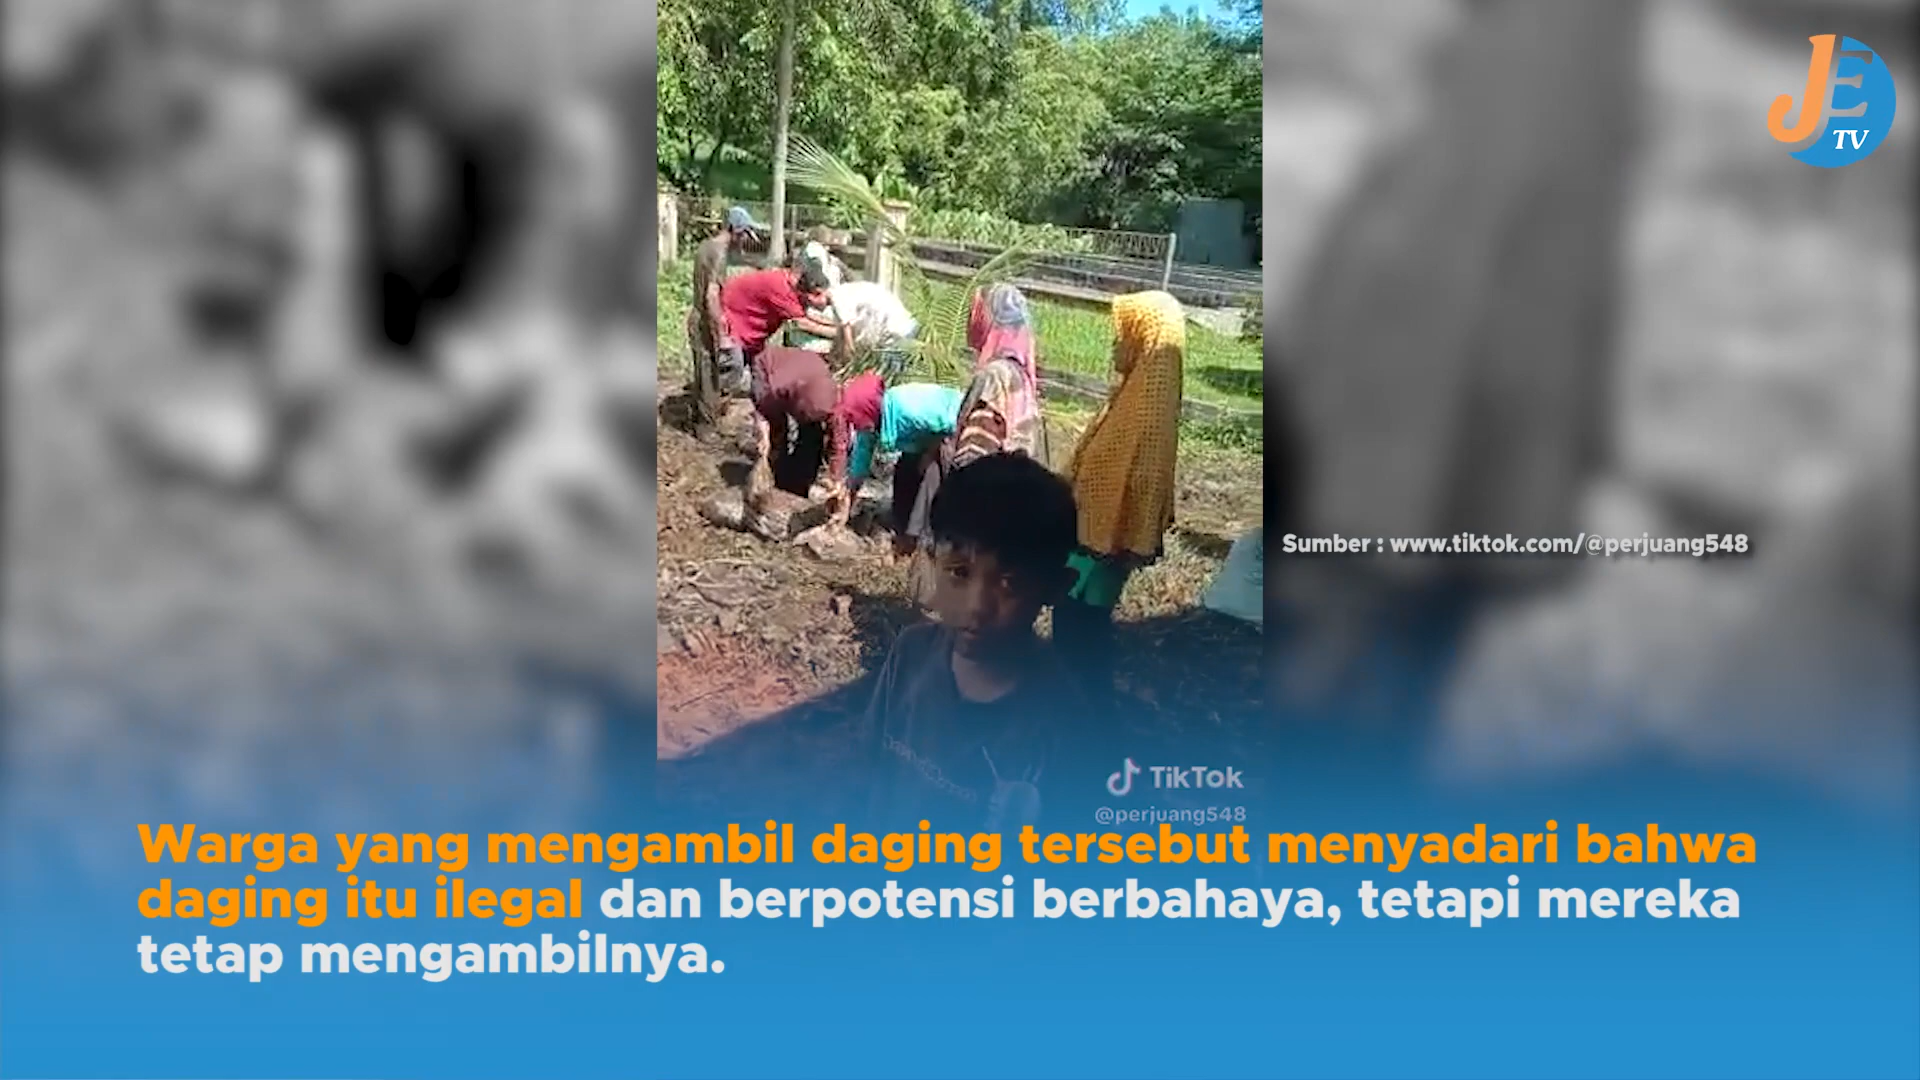 JE
TV
Sumber : www.tiktok.com/@perjuang548
TikTok
@perjuang548
Warga yang mengambil daging tersebut menyadari bahwa
daging itu ilegal dan berpotensi berbahaya, tetapi mereka
tetap mengambilnya.